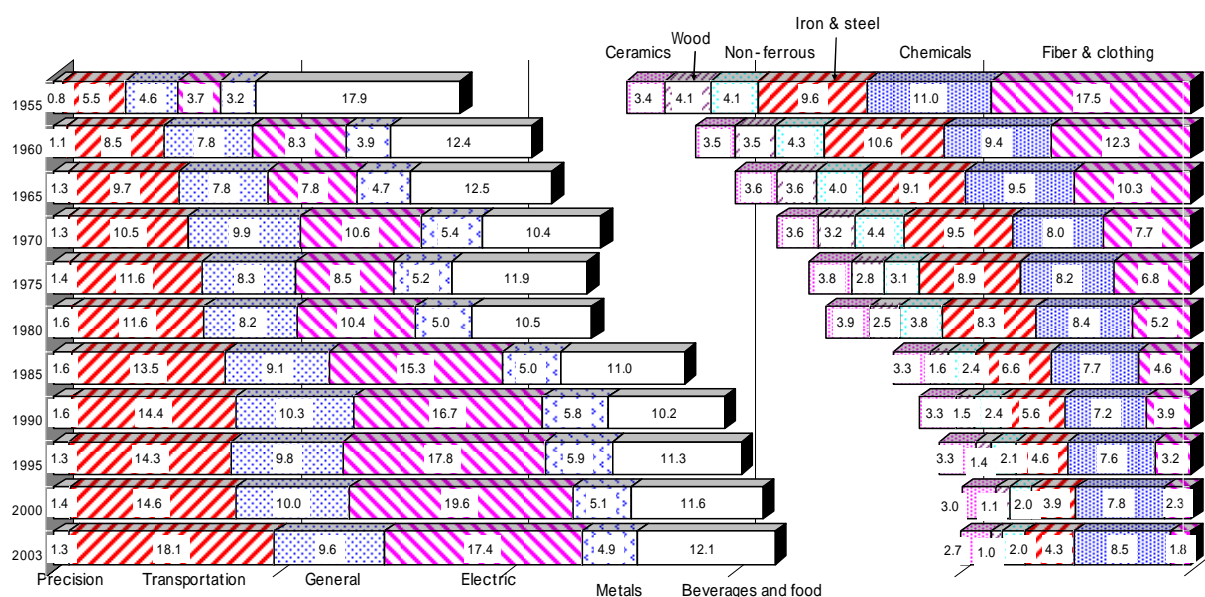 Iron & steel
Ceramics Wood Non-ferrous Chemicals Fiber & clothing
1955 0.8 5.5 4.6 3.7 3.2 17.9 3.4 4.1 4.1 9.6 11.0 17.5
1960 1.1 8.5 7.8 8.3 3.9 12.4 3.5 3.5 4.3 10.6 9.4 12.3
1965 1.3 9.7 7.8 7.8 4.7 12.5 3.6 3.6 4.0 9.1 9.5 10.3
1970 1.3 10.5 9.9 10.6 5.4 10.4 3.6 3.2 4.4 9.5 8.0 7.7
1975 1.4 11.6 8.3 8.5 5.2 11.9 3.8 2.8 3.1 8.9 8.2 6.8
1980 1.6 11.6 8.2 10.4 5.0 10.5 3.9 2.5 3.8 8.3 8.4 5.2
1985 1.6 13.5 9.1 15.3 5.0 11.0 3.3 1.6 2.4 6.6 7.7 4.6
1990 1.6 14.4 10.3 16.7 5.8 10.2 3.3 1.5 2.4 5.6 7.2 3.9
1995 1.3 14.3 9.8 17.8 5.9 11.3 3.3 1.4 2.1 4.6 7.6 3.2
2000 1.4 14.6 10.0 19.6 5.1 11.6 3.0 1.1 2.0 3.9 7.8 2.3
2003 1.3 18.1 9.6 17.4 4.9 12.1 2.7 1.0 2.0 4.3 8.5 1.8
Precision Transportation General Electric Metals Beverages and food